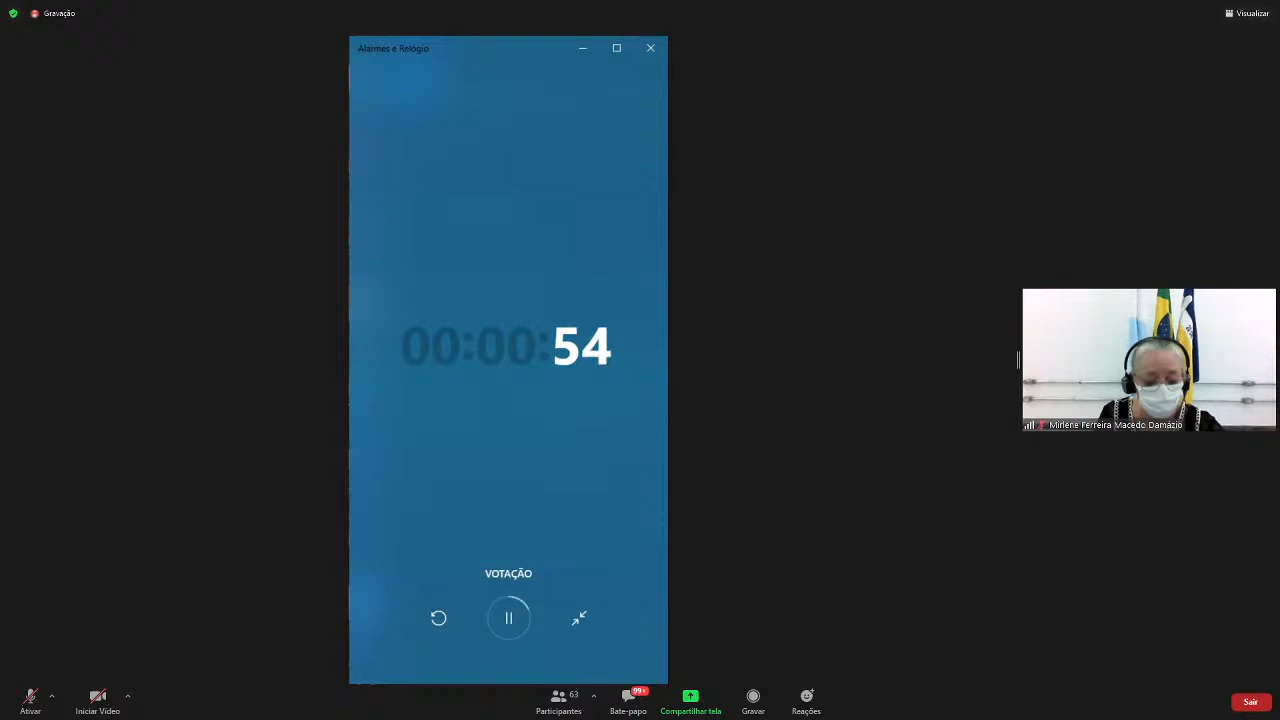 Gravação
Visualizar
Alarmes e Relógio
00:00:54
Mirlene Ferreira Macêdo Damázio
VOTAÇÃO
Ativar
Iniciar Vídeo
63
Participantes
99+
Bate-papo
Compartilhar tela
Gravar
Reações
Sair